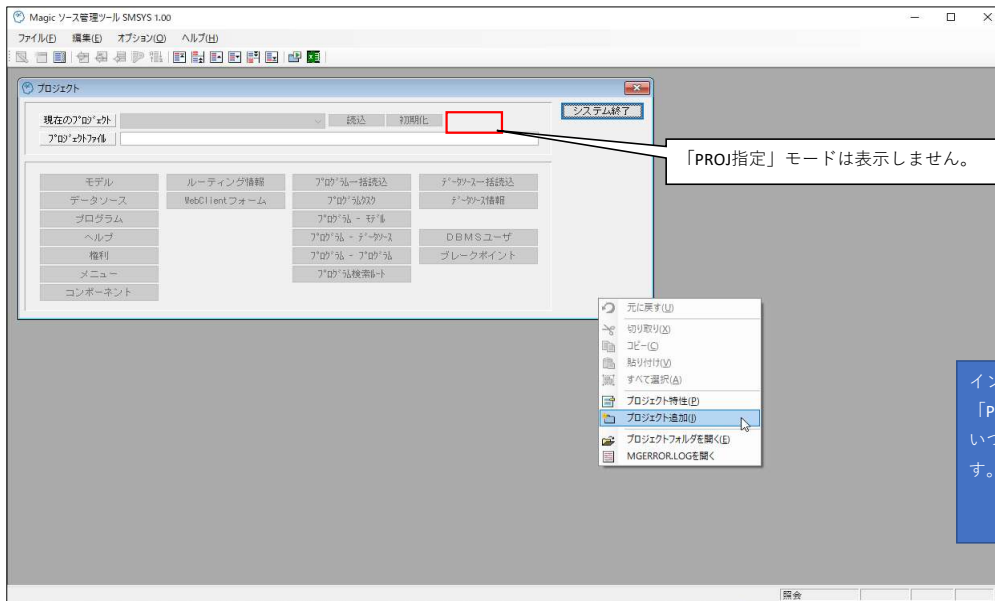 Magic ソース管理ツール SMSYS 1.00
ファイル(F) 編集(E) オプション(O) ヘルプ(H)
プロジェクト
現在のﾌﾟﾛｼﾞｪｸﾄ 読込 初期化 システム終了
ﾌﾟﾛｼﾞｪｸﾄﾌｧｲﾙ
「PROJ指定」モードは表示しません。
モデル ルーティング情報 ﾌﾟﾛｸﾞﾗﾑ一括読込 ﾃﾞｰﾀｿｰｽ一括読込
データソース WebClientフォーム ﾌﾟﾛｸﾞﾗﾑﾀｽｸ ﾃﾞｰﾀｿｰｽ情報
プログラム ﾌﾟﾛｸﾞﾗﾑ - ﾓﾃﾞﾙ
ヘルプ ﾌﾟﾛｸﾞﾗﾑ - ﾃﾞｰﾀｿｰｽ DBMSユーザ
権利 ﾌﾟﾛｸﾞﾗﾑ - ﾌﾟﾛｸﾞﾗﾑ ブレークポイント
メニュー ﾌﾟﾛｸﾞﾗﾑ検索ﾙｰﾄ
コンポーネント
元に戻す(U)
切り取り(X)
コピー(C)
貼り付け(V)
すべて選択(A)
プロジェクト特性(P)
プロジェクト追加(I)
プロジェクトフォルダを開く(E)
MGERROR.LOGを開く
イン
「P
いつ
す。
照会